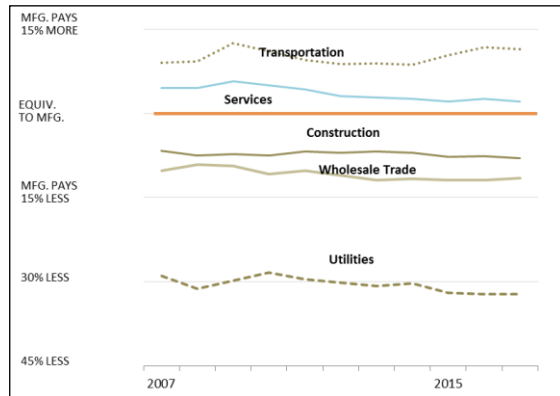 MFG. PAYS
15% MORE
Transportation
Services
EQUIV.
TO MFG.
Construction
Wholesale Trade
MFG. PAYS
15% LESS
Utilities
30% LESS
45% LESS
2007
2015